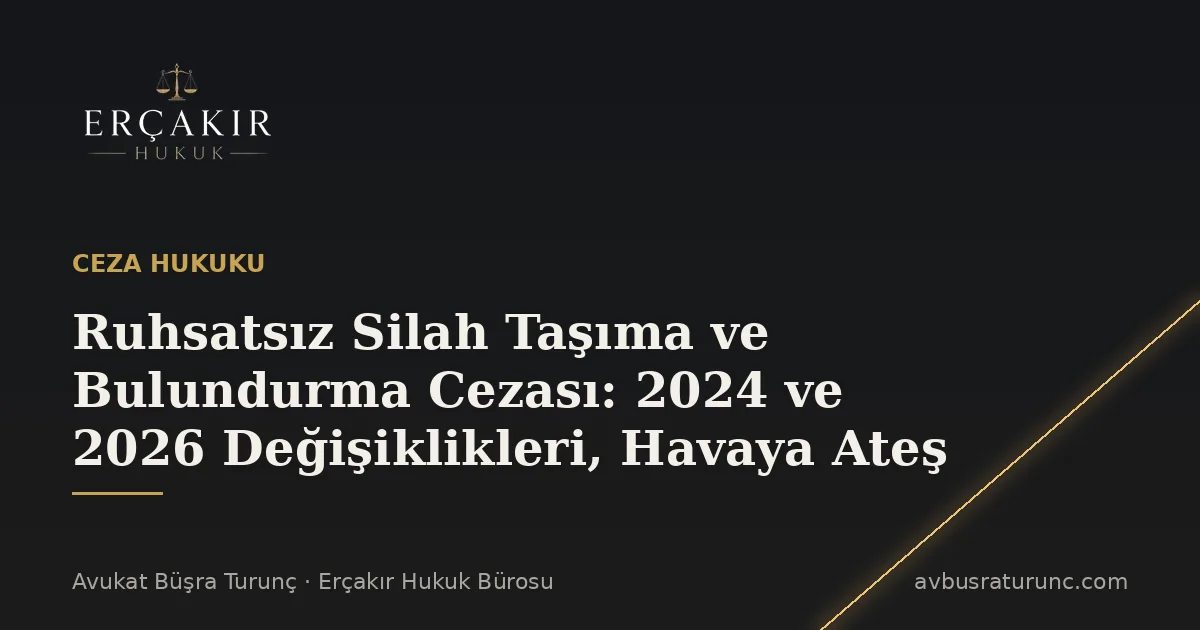 ERÇAKIR
HUKUK
CEZA HUKUKU
Ruhsatsız Silah Taşıma ve
Bulundurma Cezası: 2024 ve
2026 Değişiklikleri, Havaya Ateş
Avukat Büşra Turunç · Erçakır Hukuk Bürosu
avbusraturunc.com